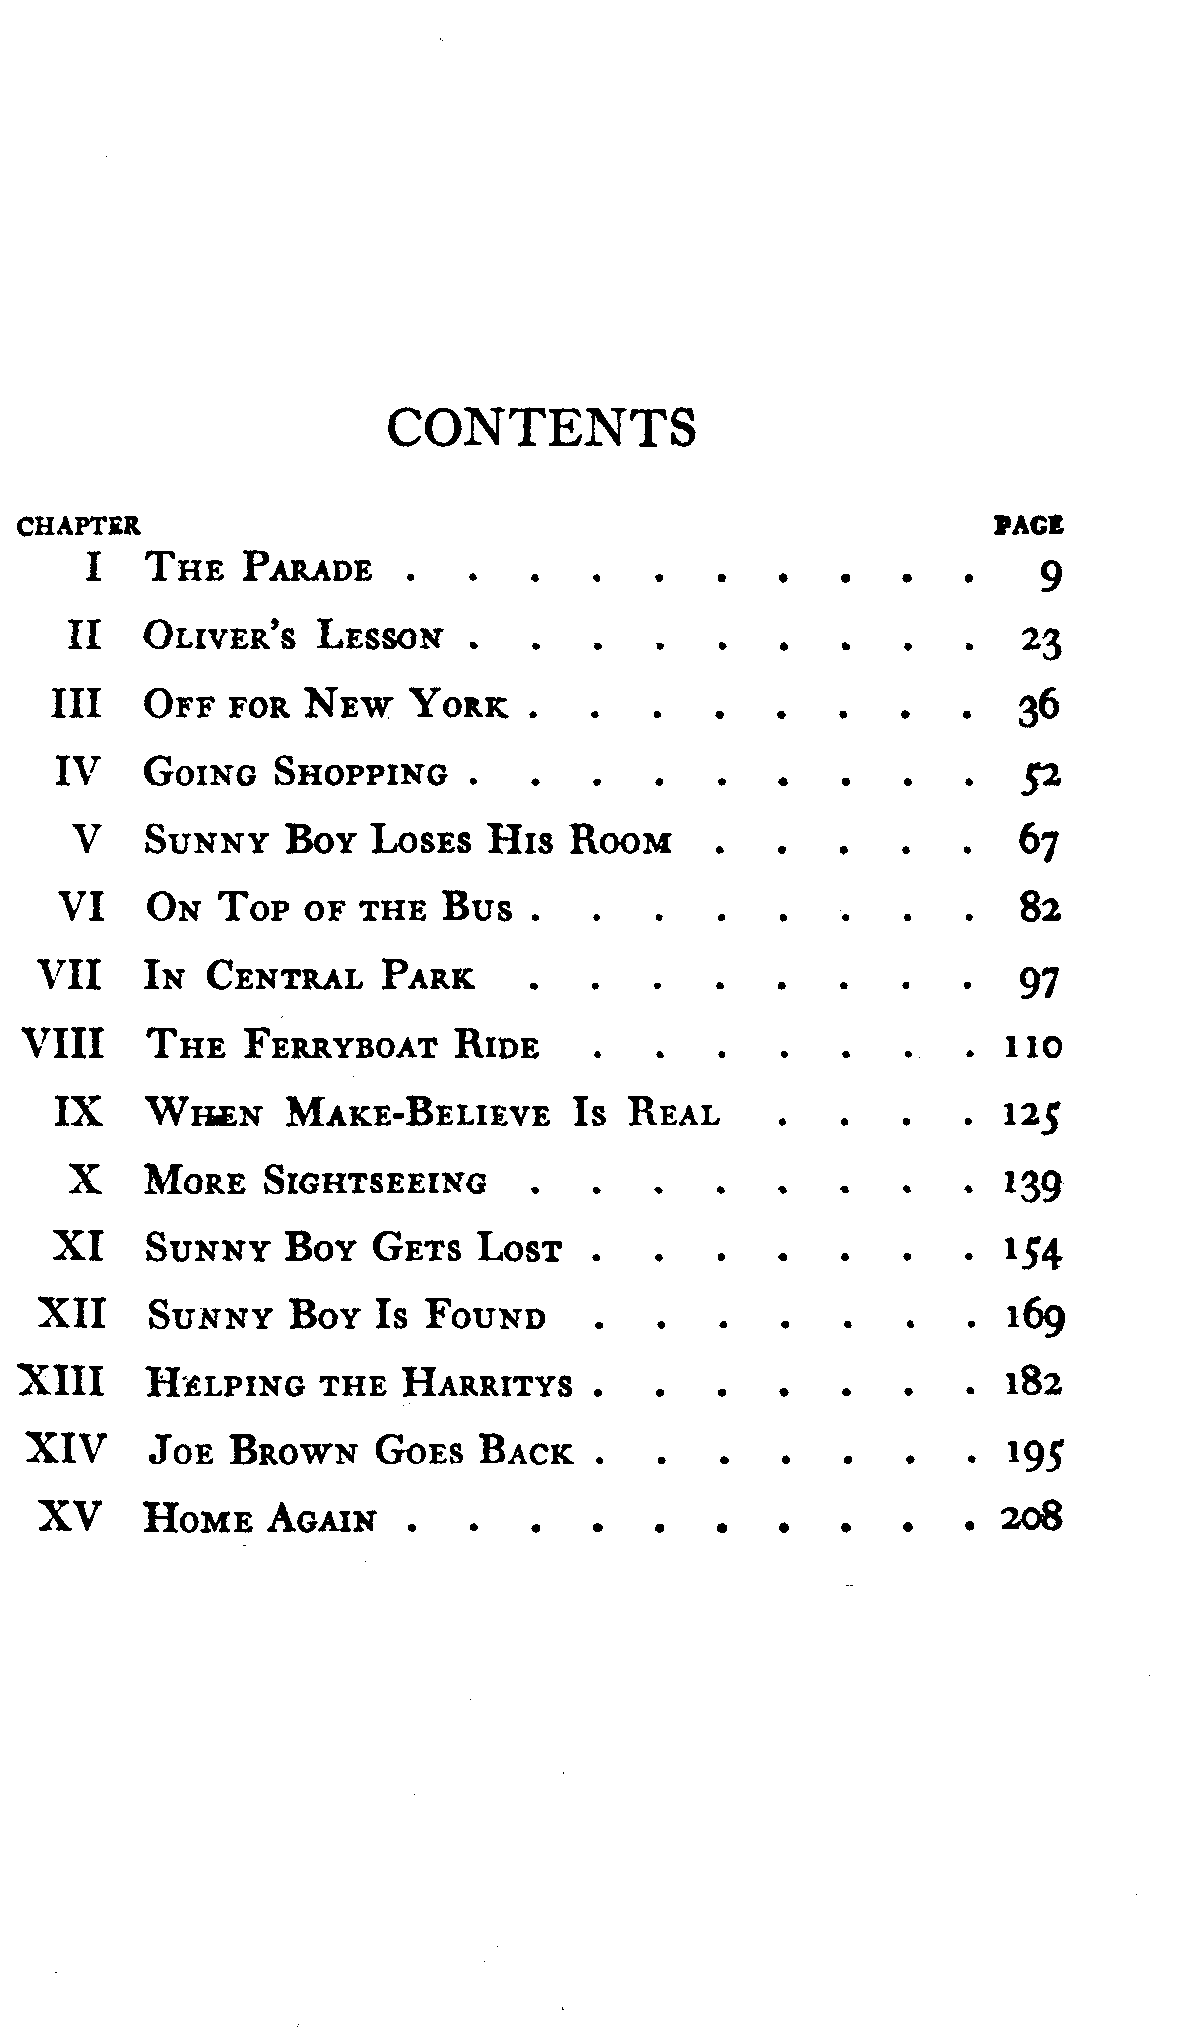 CONTENTS
CHAPTER PAGE
I The Parade . . . . . . . . . . 9
II Oliver's Lesson . . . . . . . . . 23
III Off for New York . . . . . . . . 36
IV Going Shopping . . . . . . . . . 52
V Sunny Boy Loses His Room . . . . . 67
VI On Top of the Bus . . . . . . . . 82
VII In Central Park . . . . . . . . 97
VIII The Ferryboat Ride . . . . . . . 110
IX When Make-Believe Is Real . . . . 125
X More Sightseeing . . . . . . . . 139
XI Sunny Boy Gets Lost . . . . . . . 154
XII Sunny Boy Is Found . . . . . . . 169
XIII Helping the Harritys . . . . . . . 182
XIV Joe Brown Goes Back . . . . . . . 195
XV Home Again . . . . . . . . . . 208